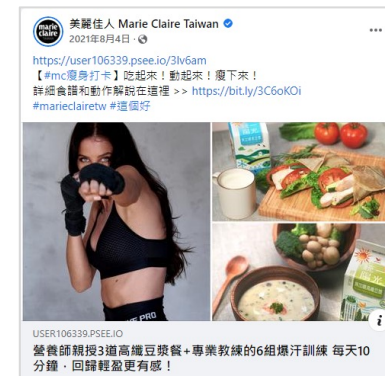 marie claire
美麗佳人 Marie Claire Taiwan
2021年8月4日 ·
https://user106339.psee.io/3lv6am
【#mc瘦身打卡】吃起來！動起來！瘦下來！
詳細食譜和動作解說在這裡 >> https://bit.ly/3C6oKOi
#marieclairetw #這個好
VE PRO
USER106339.PSEE.IO
營養師親授3道高纖豆漿餐+專業教練的6組爆汗訓練 每天10
分鐘，回歸輕盈更有感！